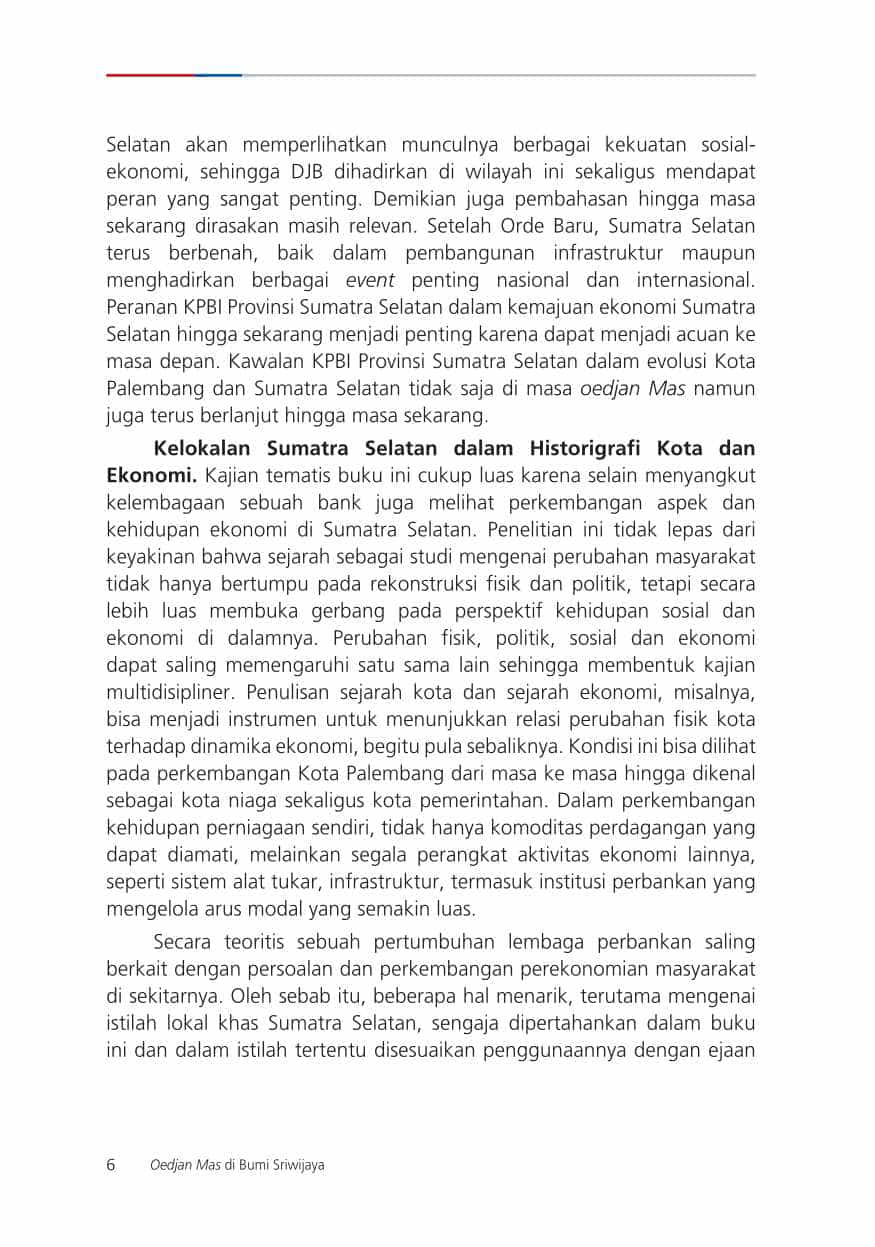 Selatan akan memperlihatkan munculnya berbagai kekuatan sosial-
ekonomi, sehingga DJB dihadirkan di wilayah ini sekaligus mendapat
peran yang sangat penting. Demikian juga pembahasan hingga masa
sekarang dirasakan masih relevan. Setelah Orde Baru, Sumatra Selatan
terus berbenah, baik dalam pembangunan infrastruktur maupun
menghadirkan berbagai event penting nasional dan internasional.
Peranan KPBI Provinsi Sumatra Selatan dalam kemajuan ekonomi Sumatra
Selatan hingga sekarang menjadi penting karena dapat menjadi acuan ke
masa depan. Kawalan KPBI Provinsi Sumatra Selatan dalam evolusi Kota
Palembang dan Sumatra Selatan tidak saja di masa oedjan Mas namun
juga terus berlanjut hingga masa sekarang.
Kelokalan Sumatra Selatan dalam Historigrafi Kota dan
Ekonomi. Kajian tematis buku ini cukup luas karena selain menyangkut
kelembagaan sebuah bank juga melihat perkembangan aspek dan
kehidupan ekonomi di Sumatra Selatan. Penelitian ini tidak lepas dari
keyakinan bahwa sejarah sebagai studi mengenai perubahan masyarakat
tidak hanya bertumpu pada rekonstruksi fisik dan politik, tetapi secara
lebih luas membuka gerbang pada perspektif kehidupan sosial dan
ekonomi di dalamnya. Perubahan fisik, politik, sosial dan ekonomi
dapat saling memengaruhi satu sama lain sehingga membentuk kajian
multidisipliner. Penulisan sejarah kota dan sejarah ekonomi, misalnya,
bisa menjadi instrumen untuk menunjukkan relasi perubahan fisik kota
terhadap dinamika ekonomi, begitu pula sebaliknya. Kondisi ini bisa dilihat
pada perkembangan Kota Palembang dari masa ke masa hingga dikenal
sebagai kota niaga sekaligus kota pemerintahan. Dalam perkembangan
kehidupan perniagaan sendiri, tidak hanya komoditas perdagangan yang
dapat diamati, melainkan segala perangkat aktivitas ekonomi lainnya,
seperti sistem alat tukar, infrastruktur, termasuk institusi perbankan yang
mengelola arus modal yang semakin luas.
Secara teoritis sebuah pertumbuhan lembaga perbankan saling
berkait dengan persoalan dan perkembangan perekonomian masyarakat
di sekitarnya. Oleh sebab itu, beberapa hal menarik, terutama mengenai
istilah lokal khas Sumatra Selatan, sengaja dipertahankan dalam buku
ini dan dalam istilah tertentu disesuaikan penggunaannya dengan ejaan
6 Oedjan Mas di Bumi Sriwijaya